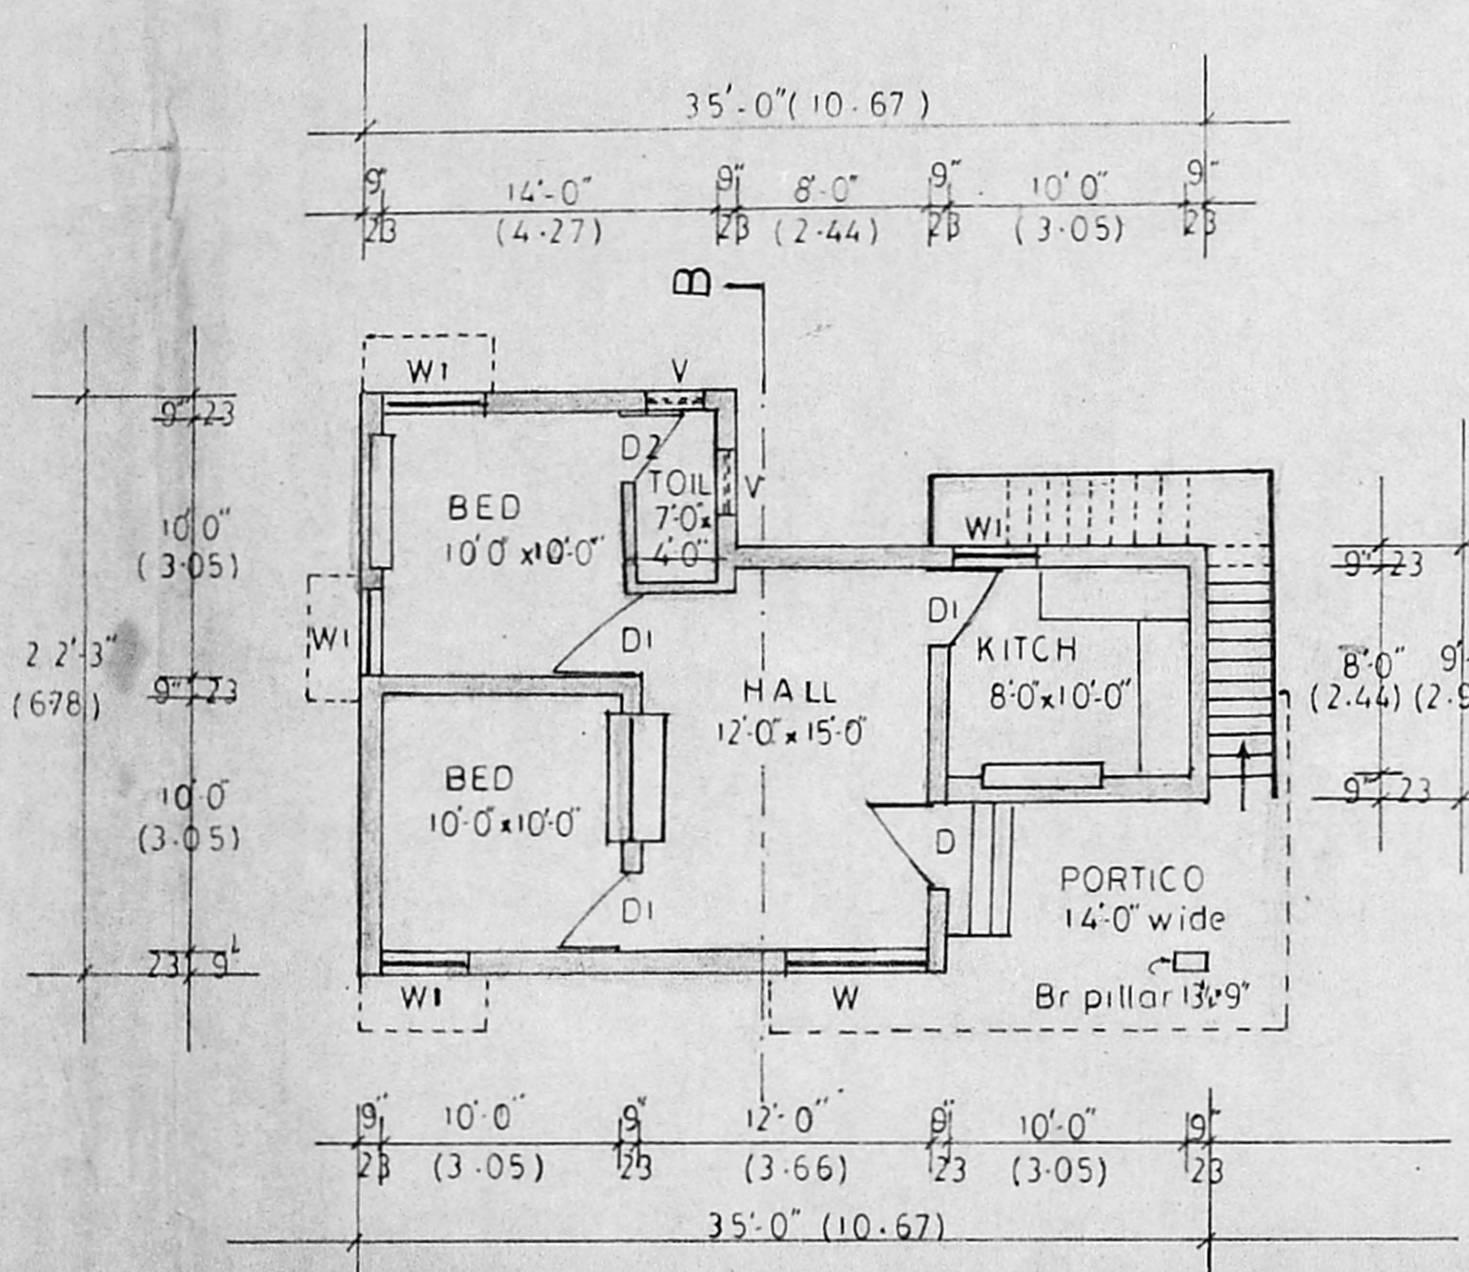 35'-0"(10.67)
9" 14'-0" 9" 8'-0" 9" 10'0" 9"
23 (4.27) 23 (2.44) 23 (3.05) 23
B
W1 V
9" 23
D2
TOIL V
BED 7'-0"x
10'0" 10'0" x10'-0" 4'-0"
(3.05)
W1
9" 23
D1
D1 W1
KITCH
22'-3"
(678)
9" 23
8'-0" 9'-
(2.44) (2.9
9" 23
HALL 8'-0"x10'-0"
12'-0"x15'-0"
BED
10'-0"x10'-0"
10'-0"
(3.05)
D
PORTICO
14'-0" wide
D1
23 9"
W1 W Br pillar 9"
9" 10'-0" 9" 12'-0" 9" 10'-0" 9"
23 (3.05) 23 (3.66) 23 (3.05) 23
35'-0" (10.67)